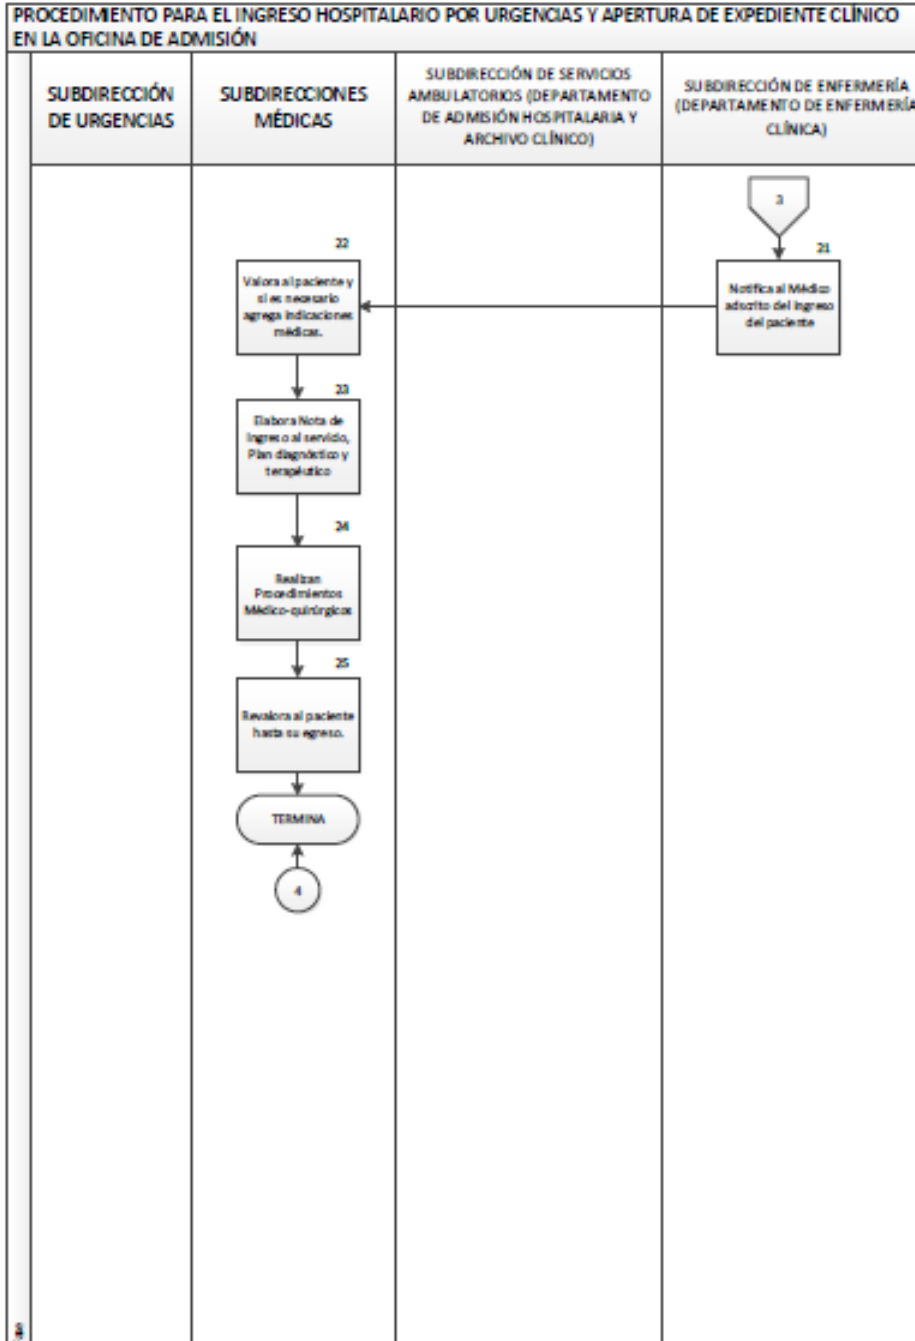 PROCEDIMIENTO PARA EL INGRESO HOSPITALARIO POR URGENCIAS Y APERTURA DE EXPEDIENTE CLÍNICO
EN LA OFICINA DE ADMISIÓN
SUBDIRECCIÓN
DE URGENCIAS
SUBDIRECCIONES
MÉDICAS
SUBDIRECCIÓN DE SERVICIOS
AMBULATORIOS (DEPARTAMENTO
DE ADMISIÓN HOSPITALARIA Y
ARCHIVO CLÍNICO)
SUBDIRECCIÓN DE ENFERMERÍA
(DEPARTAMENTO DE ENFERMERÍA
CLÍNICA)
3
21
Notifica al Médico
adscrito del ingreso
del paciente
22
Valora al paciente y
si es necesario
agrega indicaciones
médicas.
23
Elabora Nota de
Ingreso al servicio,
Plan diagnóstico y
terapéutico
24
Realizan
Procedimientos
Médico-quirúrgicos
25
Revalora al paciente
hasta su egreso.
TERMINA
4